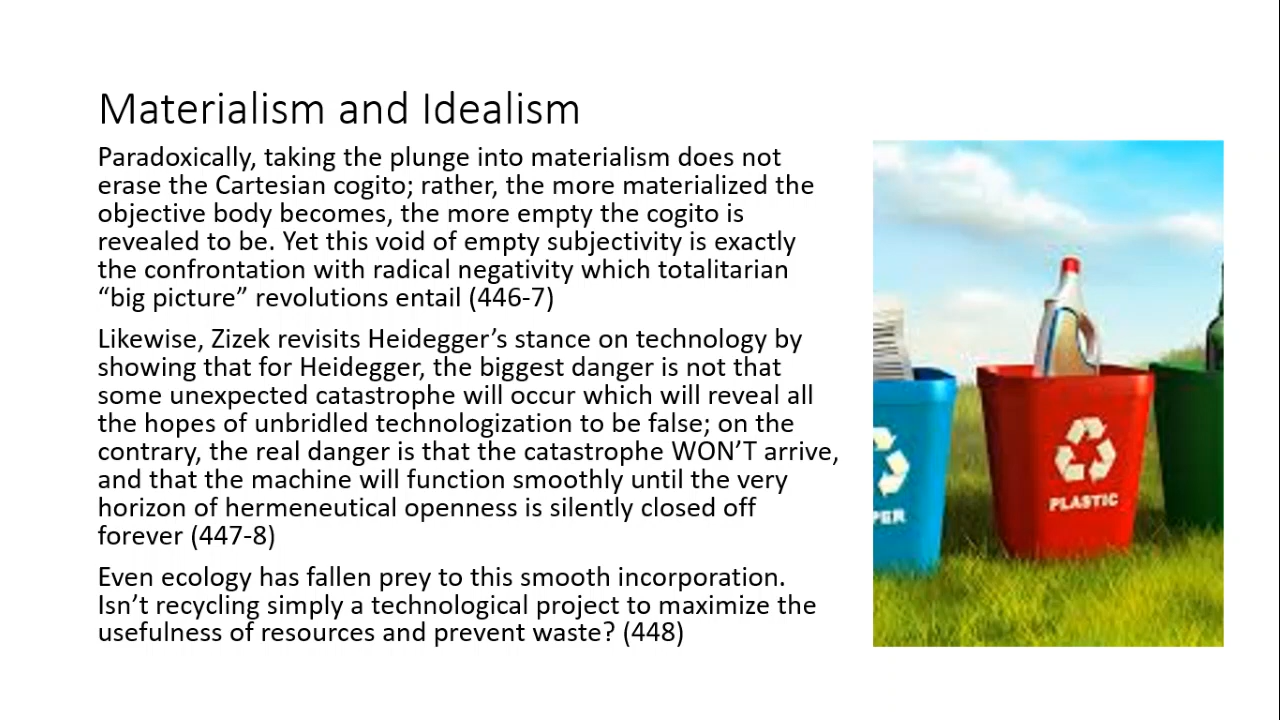 Materialism and Idealism
Paradoxically, taking the plunge into materialism does not
erase the Cartesian cogito; rather, the more materialized the
objective body becomes, the more empty the cogito is
revealed to be. Yet this void of empty subjectivity is exactly
the confrontation with radical negativity which totalitarian
“big picture” revolutions entail (446-7)
Likewise, Zizek revisits Heidegger’s stance on technology by
showing that for Heidegger, the biggest danger is not that
some unexpected catastrophe will occur which will reveal all
the hopes of unbridled technologization to be false; on the
contrary, the real danger is that the catastrophe WON’T arrive,
and that the machine will function smoothly until the very
horizon of hermeneutical openness is silently closed off
forever (447-8)
Even ecology has fallen prey to this smooth incorporation.
Isn’t recycling simply a technological project to maximize the
usefulness of resources and prevent waste? (448)
PER
PLASTIC